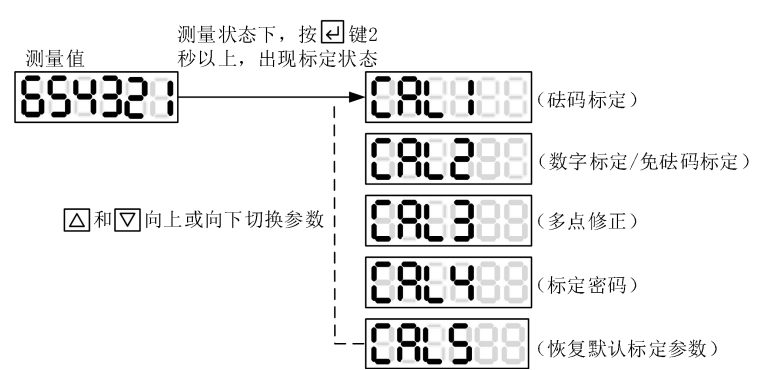 测量状态下，按键2
秒以上，出现标定状态
测量值
654321
CAL1
（砝码标定）
CAL2
（数字标定/免砝码标定）
和向上或向下切换参数
CAL3
（多点修正）
CAL4
（标定密码）
CAL5
（恢复默认标定参数）